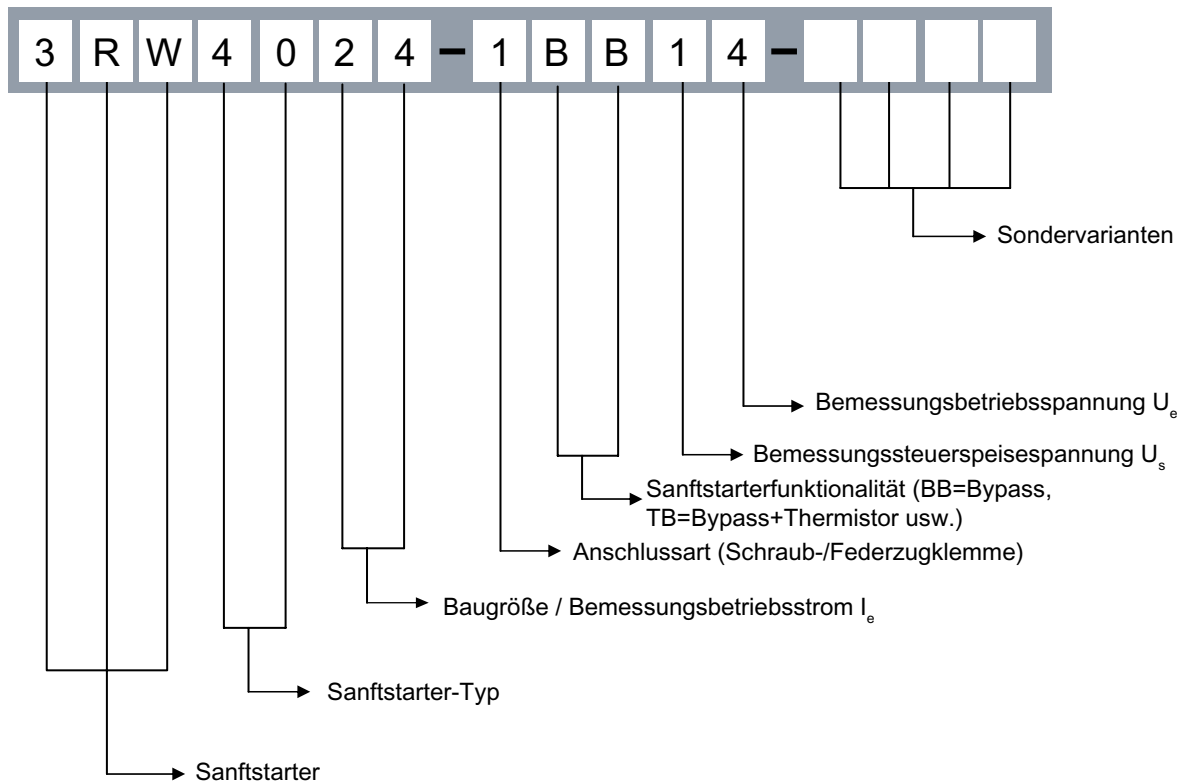 3 R W 4 0 2 4 – 1 B B 1 4 –
Sondervarianten
Bemessungsbetriebsspannung Ue
Bemessungssteuerspeisespannung Us
Sanftstarterfunktionalität (BB=Bypass,
TB=Bypass+Thermistor usw.)
Anschlussart (Schraub-/Federzugklemme)
Baugröße / Bemessungsbetriebsstrom Ie
Sanftstarter-Typ
Sanftstarter